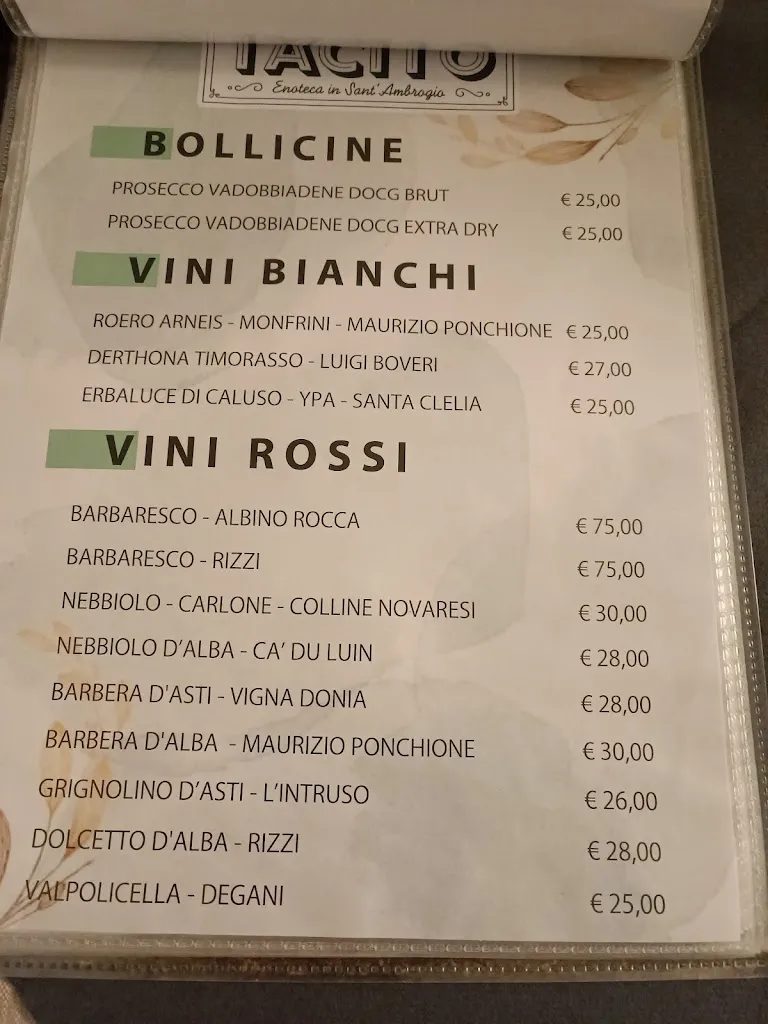 TACITO
Enoteca in Sant'Ambrogio
BOLLICINE
PROSECCO VADOBBIADENE DOCG BRUT € 25,00
PROSECCO VADOBBIADENE DOCG EXTRA DRY € 25,00
VINI BIANCHI
ROERO ARNEIS - MONFRINI - MAURIZIO PONCHIONE € 25,00
DERTHONA TIMORASSO - LUIGI BOVERI € 27,00
ERBALUCE DI CALUSO - YPA - SANTA CLELIA € 25,00
VINI ROSSI
BARBARESCO - ALBINO ROCCA € 75,00
BARBARESCO - RIZZI € 75,00
NEBBIOLO - CARLONE - COLLINE NOVARESI € 30,00
NEBBIOLO D’ALBA - CA’ DU LUIN € 28,00
BARBERA D'ASTI - VIGNA DONIA € 28,00
BARBERA D'ALBA - MAURIZIO PONCHIONE € 30,00
GRIGNOLINO D’ASTI - L’INTRUSO € 26,00
DOLCETTO D'ALBA - RIZZI € 28,00
VALPOLICELLA - DEGANI € 25,00